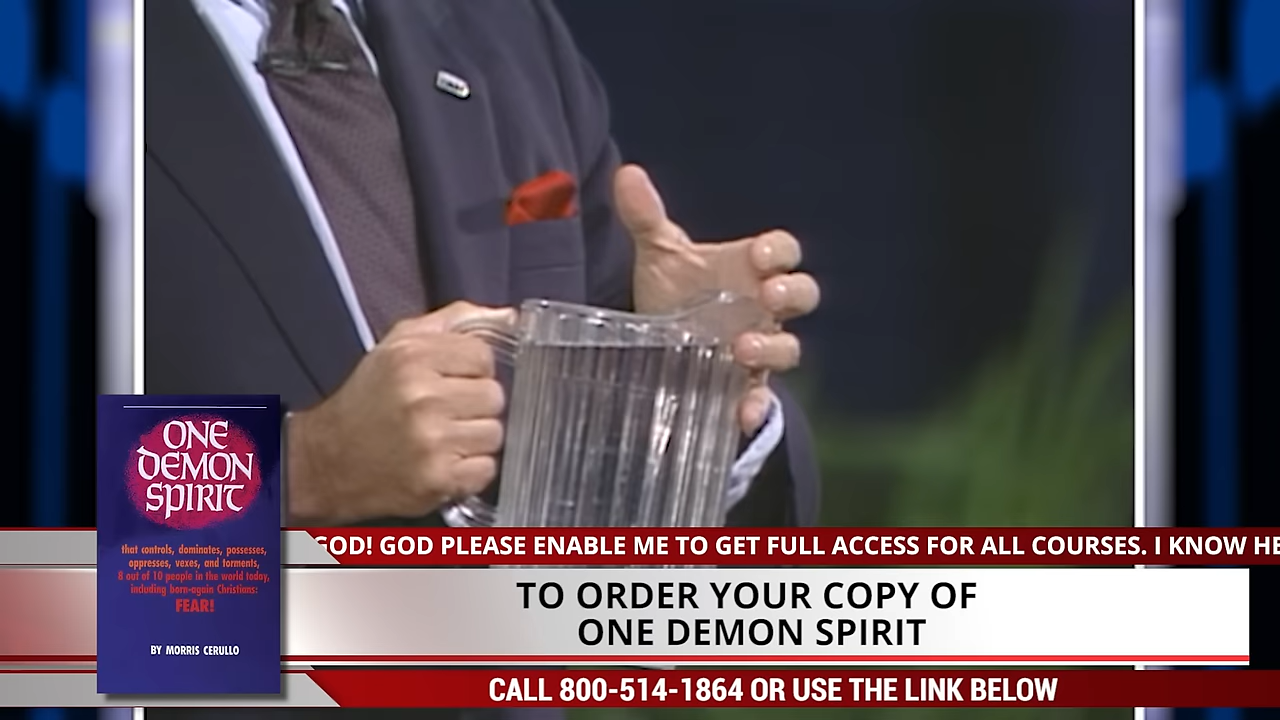 ONE
DEMON
SPIRIT
that controls, dominates, possesses,
oppresses, vexes, and torments,
8 out of 10 people in the world today,
including born-again Christians:
FEAR!
BY MORRIS CERULLO
GOD! GOD PLEASE ENABLE ME TO GET FULL ACCESS FOR ALL COURSES. I KNOW HE
TO ORDER YOUR COPY OF
ONE DEMON SPIRIT
CALL 800-514-1864 OR USE THE LINK BELOW